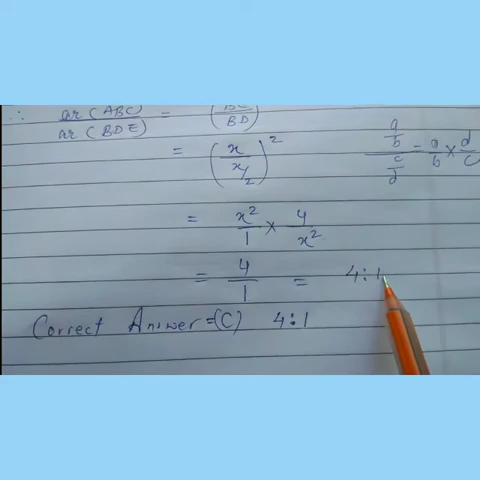 ∴ ar(ABC)/ar(BDE) = (BC/BD)
= (x/(x/2))²
(a/b)/(c/d) = a/b × d/c
= x²/1 × 4/x²
= 4/1 = 4:1
Correct Answer=(C) 4:1